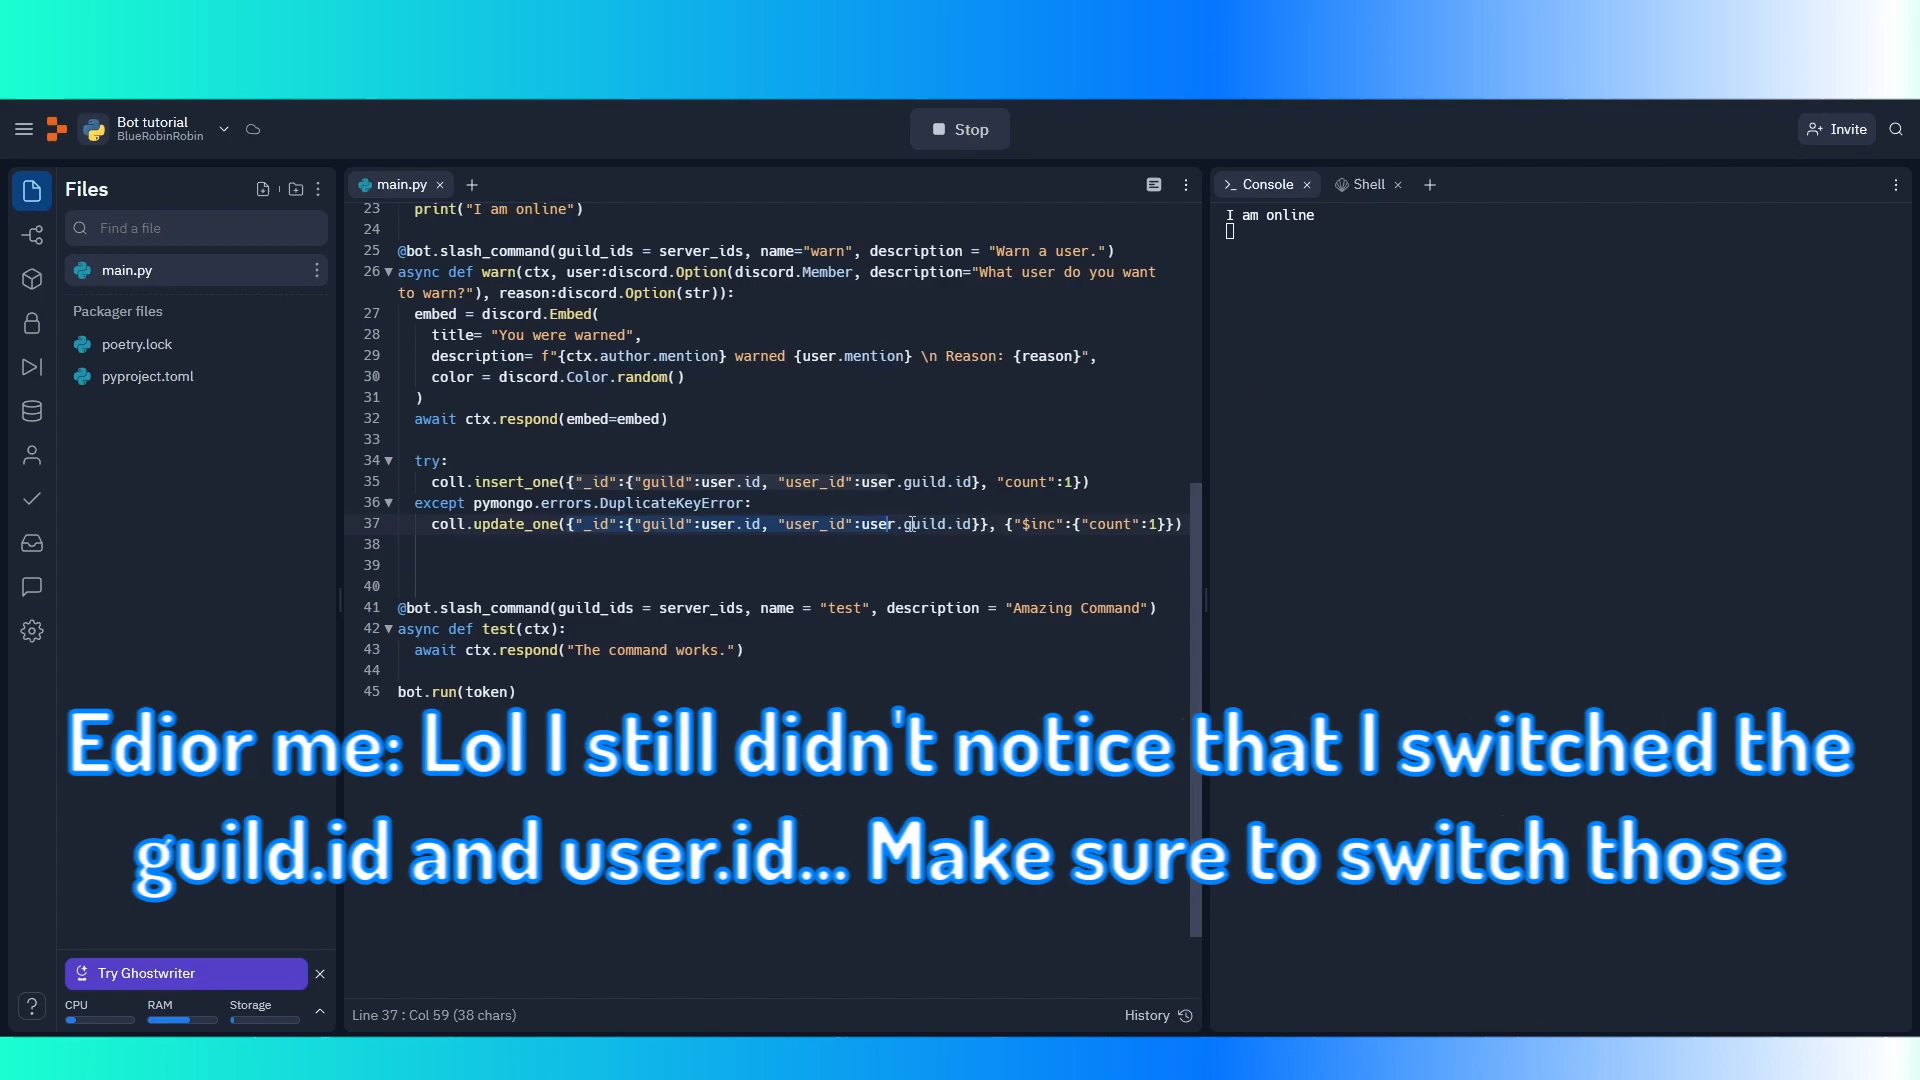 Bot tutorial
BlueRobinRobin
Stop
Invite
Files
Find a file
main.py
Packager files
poetry.lock
pyproject.toml
main.py
23 print("I am online")
24
25 @bot.slash_command(guild_ids = server_ids, name="warn", description = "Warn a user.")
26 async def warn(ctx, user:discord.Option(discord.Member, description="What user do you want
to warn?"), reason:discord.Option(str)):
27 embed = discord.Embed(
28 title= "You were warned",
29 description= f"{ctx.author.mention} warned {user.mention} \n Reason: {reason}",
30 color = discord.Color.random()
31 )
32 await ctx.respond(embed=embed)
33
34 try:
35 coll.insert_one({"_id":{"guild":user.id, "user_id":user.guild.id}, "count":1})
36 except pymongo.errors.DuplicateKeyError:
37 coll.update_one({"_id":{"guild":user.id, "user_id":user.guild.id}}, {"$inc":{"count":1}})
38
39
40
41 @bot.slash_command(guild_ids = server_ids, name = "test", description = "Amazing Command")
42 async def test(ctx):
43 await ctx.respond("The command works.")
44
45 bot.run(token)
Console
Shell
I am online
Edior me: Lol I still didn't notice that I switched the
guild.id and user.id... Make sure to switch those
Try Ghostwriter
CPU RAM Storage
Line 37 : Col 59 (38 chars)
History